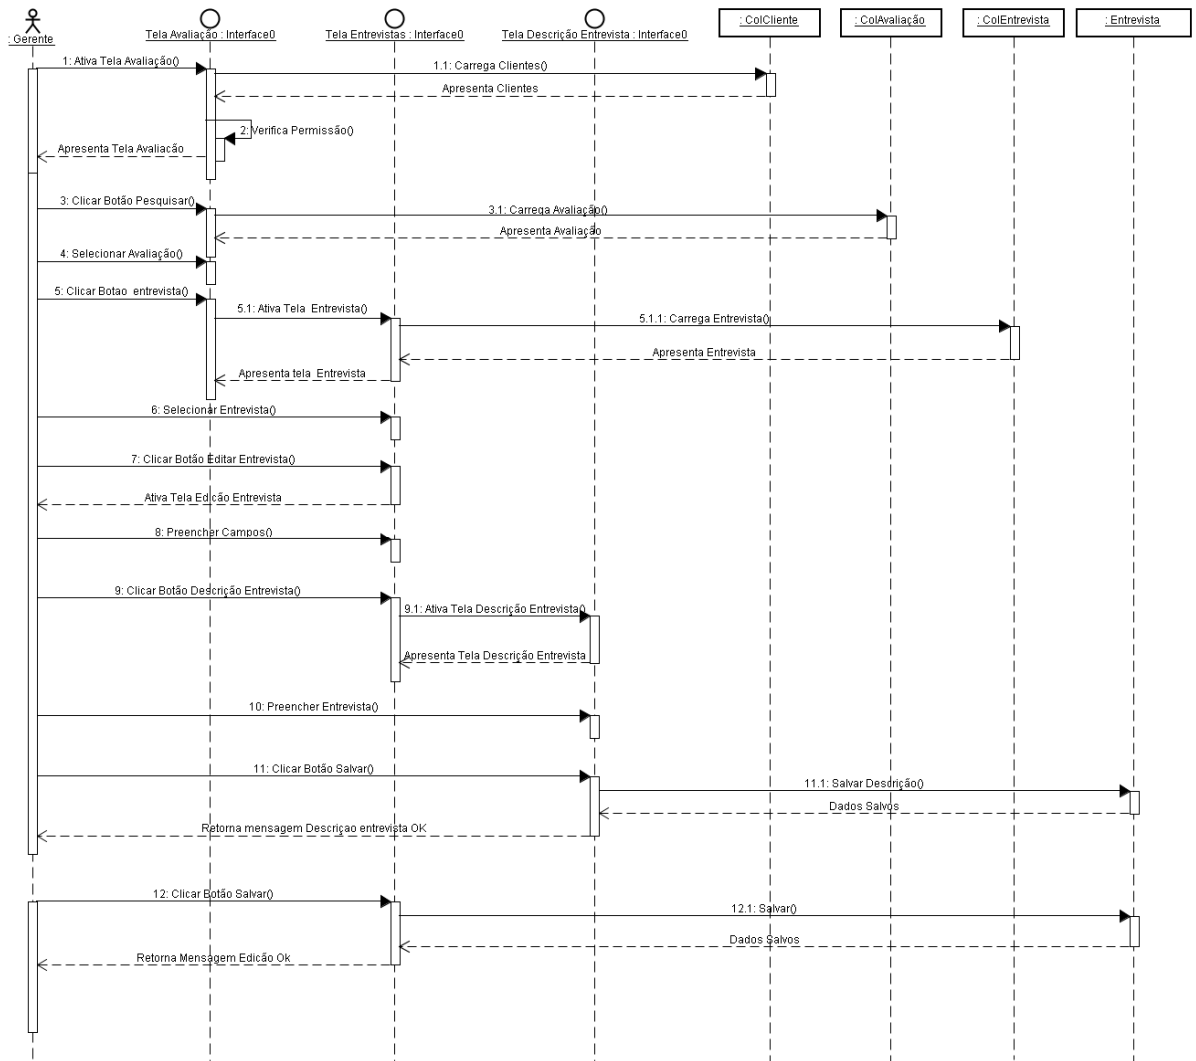 : Gerente
Tela Avaliação : Interface0
Tela Entrevistas : Interface0
Tela Descrição Entrevista : Interface0
: ColCliente
: ColAvaliação
: ColEntrevista
: Entrevista
1: Ativa Tela Avaliação()
1.1: Carrega Clientes()
Apresenta Clientes
2: Verifica Permissão()
Apresenta Tela Avaliacão
3: Clicar Botão Pesquisar()
3.1: Carrega Avaliação()
Apresenta Avaliação
4: Selecionar Avaliação()
5: Clicar Botao entrevista()
5.1: Ativa Tela Entrevista()
5.1.1: Carrega Entrevista()
Apresenta Entrevista
Apresenta tela Entrevista
6: Selecionar Entrevista()
7: Clicar Botão Editar Entrevista()
Ativa Tela Edicão Entrevista
8: Preencher Campos()
9: Clicar Botão Descrição Entrevista()
9.1: Ativa Tela Descrição Entrevista()
Apresenta Tela Descrição Entrevista
10: Preencher Entrevista()
11: Clicar Botão Salvar()
11.1: Salvar Descrição()
Dados Salvos
Retorna mensagem Descriçao entrevista OK
12: Clicar Botão Salvar()
12.1: Salvar()
Dados Salvos
Retorna Mensagem Edicão Ok